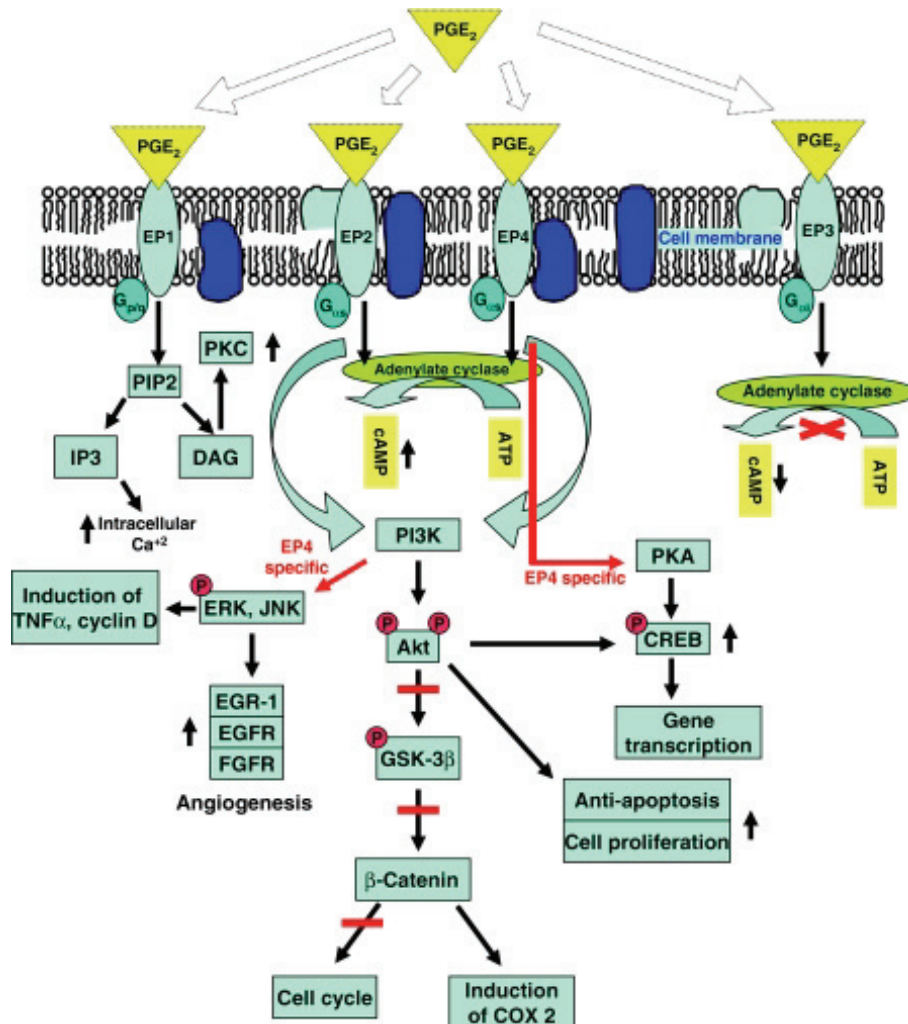 PGE2
PGE2
PGE2
PGE2
PGE2
EP1
EP2
EP4
Cell membrane
EP3
Gp/q
Gαs
Gαs
Gαi
PKC
PIP2
Adenylate cyclase
Adenylate cyclase
IP3
DAG
cAMP
ATP
cAMP
ATP
Intracellular
Ca+2
PI3K
EP4
specific
EP4 specific
PKA
Induction of
TNFα, cyclin D
P
ERK, JNK
P
P
Akt
P
CREB
EGR-1
EGFR
FGFR
Angiogenesis
P
GSK-3β
Gene
transcription
Anti-apoptosis
Cell proliferation
β-Catenin
Cell cycle
Induction
of COX 2